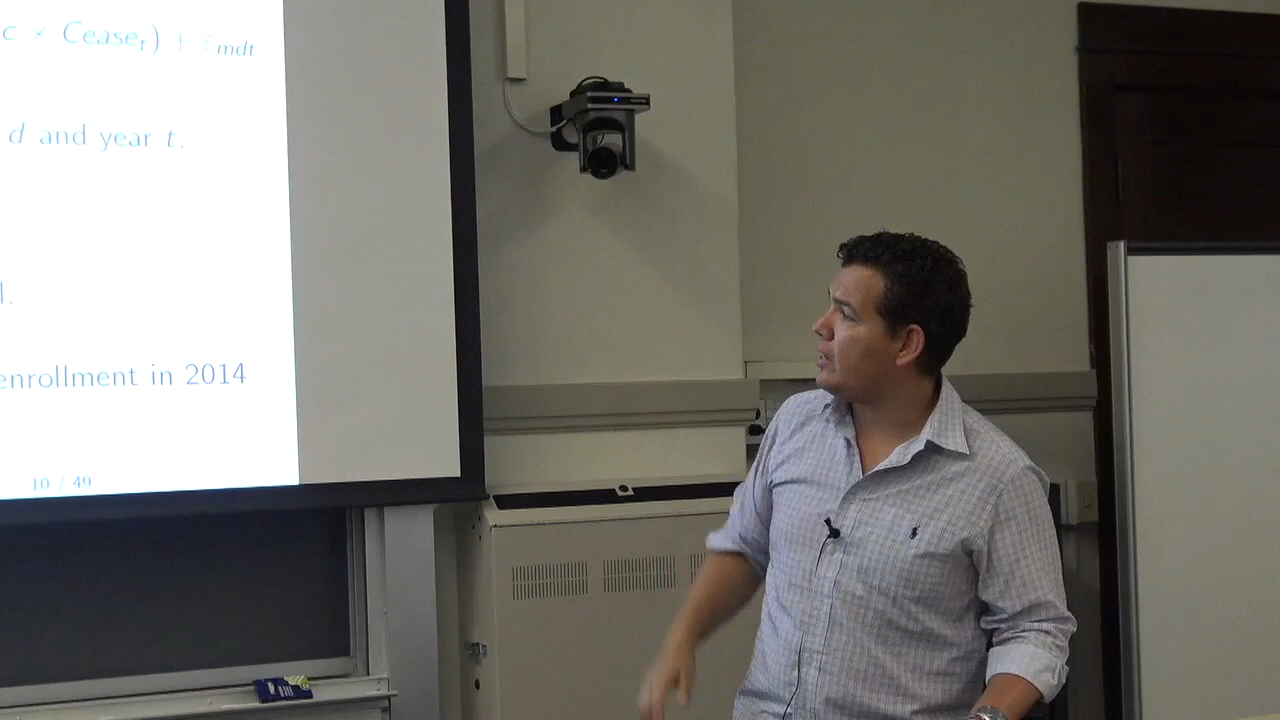 c × Cease_t) + ε_mdt
d and year t.
l.
enrollment in 2014
10 / 49